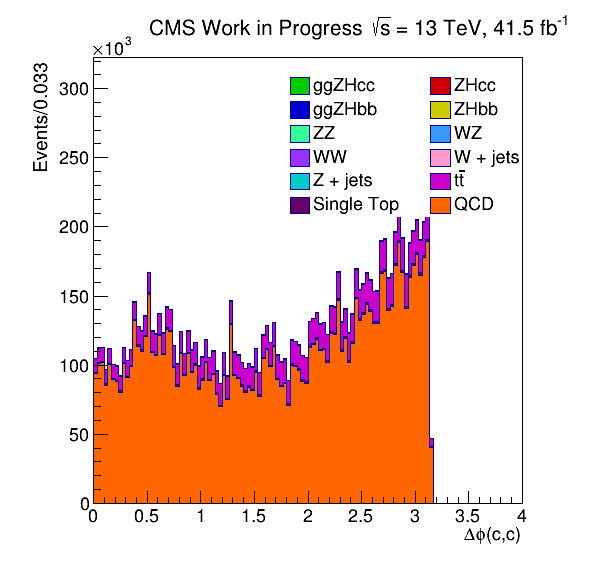 CMS Work in Progress √s = 13 TeV, 41.5 fb⁻¹
×10³
Events/0.033
300
250
200
150
100
50
0
ggZHcc ZHcc
ggZHbb ZHbb
ZZ WZ
WW W + jets
Z + jets tt̄
Single Top QCD
0 0.5 1 1.5 2 2.5 3 3.5 4
Δϕ(c,c)